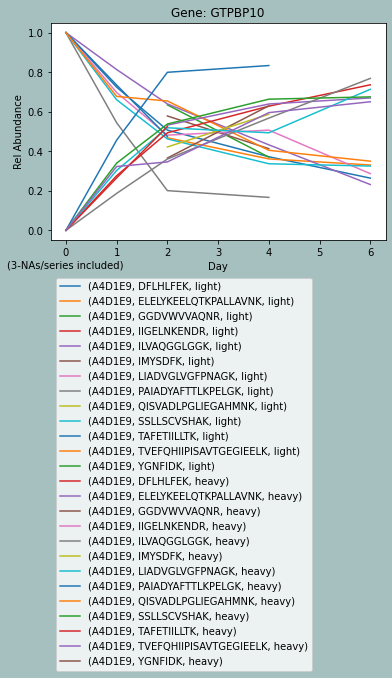 Gene: GTPBP10
Rel Abundance
1.0
0.8
0.6
0.4
0.2
0.0
0 1 2 3 4 5 6
(3-NAs/series included) Day
(A4D1E9, DFLHLFEK, light)
(A4D1E9, ELELYKEELQTKPALLAVNK, light)
(A4D1E9, GGDVWVVAQNR, light)
(A4D1E9, IIGELNKENDR, light)
(A4D1E9, ILVAQGGLGGK, light)
(A4D1E9, IMYSDFK, light)
(A4D1E9, LIADVGLVGFPNAGK, light)
(A4D1E9, PAIADYAFTTLKPELGK, light)
(A4D1E9, QISVADLPGLIEGAHMNK, light)
(A4D1E9, SSLLSCVSHAK, light)
(A4D1E9, TAFETIILLTK, light)
(A4D1E9, TVEFQHIIPISAVTGEGIEELK, light)
(A4D1E9, YGNFIDK, light)
(A4D1E9, DFLHLFEK, heavy)
(A4D1E9, ELELYKEELQTKPALLAVNK, heavy)
(A4D1E9, GGDVWVVAQNR, heavy)
(A4D1E9, IIGELNKENDR, heavy)
(A4D1E9, ILVAQGGLGGK, heavy)
(A4D1E9, IMYSDFK, heavy)
(A4D1E9, LIADVGLVGFPNAGK, heavy)
(A4D1E9, PAIADYAFTTLKPELGK, heavy)
(A4D1E9, QISVADLPGLIEGAHMNK, heavy)
(A4D1E9, SSLLSCVSHAK, heavy)
(A4D1E9, TAFETIILLTK, heavy)
(A4D1E9, TVEFQHIIPISAVTGEGIEELK, heavy)
(A4D1E9, YGNFIDK, heavy)